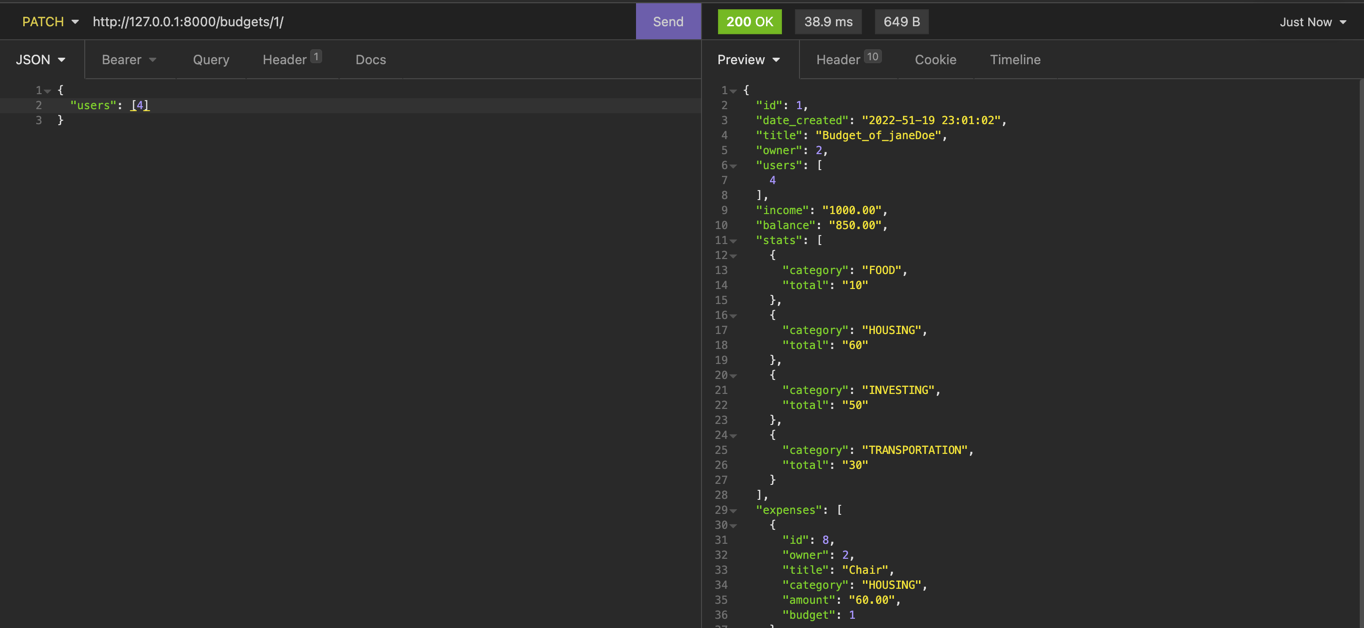 PATCH http://127.0.0.1:8000/budgets/1/ Send 200 OK 38.9 ms 649 B Just Now
JSON Bearer Query Header 1 Docs Preview Header 10 Cookie Timeline
1 {
2 "users": [4]
3 }
1 {
2 "id": 1,
3 "date_created": "2022-51-19 23:01:02",
4 "title": "Budget_of_janeDoe",
5 "owner": 2,
6 "users": [
7 4
8 ],
9 "income": "1000.00",
10 "balance": "850.00",
11 "stats": [
12 {
13 "category": "FOOD",
14 "total": "10"
15 },
16 {
17 "category": "HOUSING",
18 "total": "60"
19 },
20 {
21 "category": "INVESTING",
22 "total": "50"
23 },
24 {
25 "category": "TRANSPORTATION",
26 "total": "30"
27 }
28 ],
29 "expenses": [
30 {
31 "id": 8,
32 "owner": 2,
33 "title": "Chair",
34 "category": "HOUSING",
35 "amount": "60.00",
36 "budget": 1